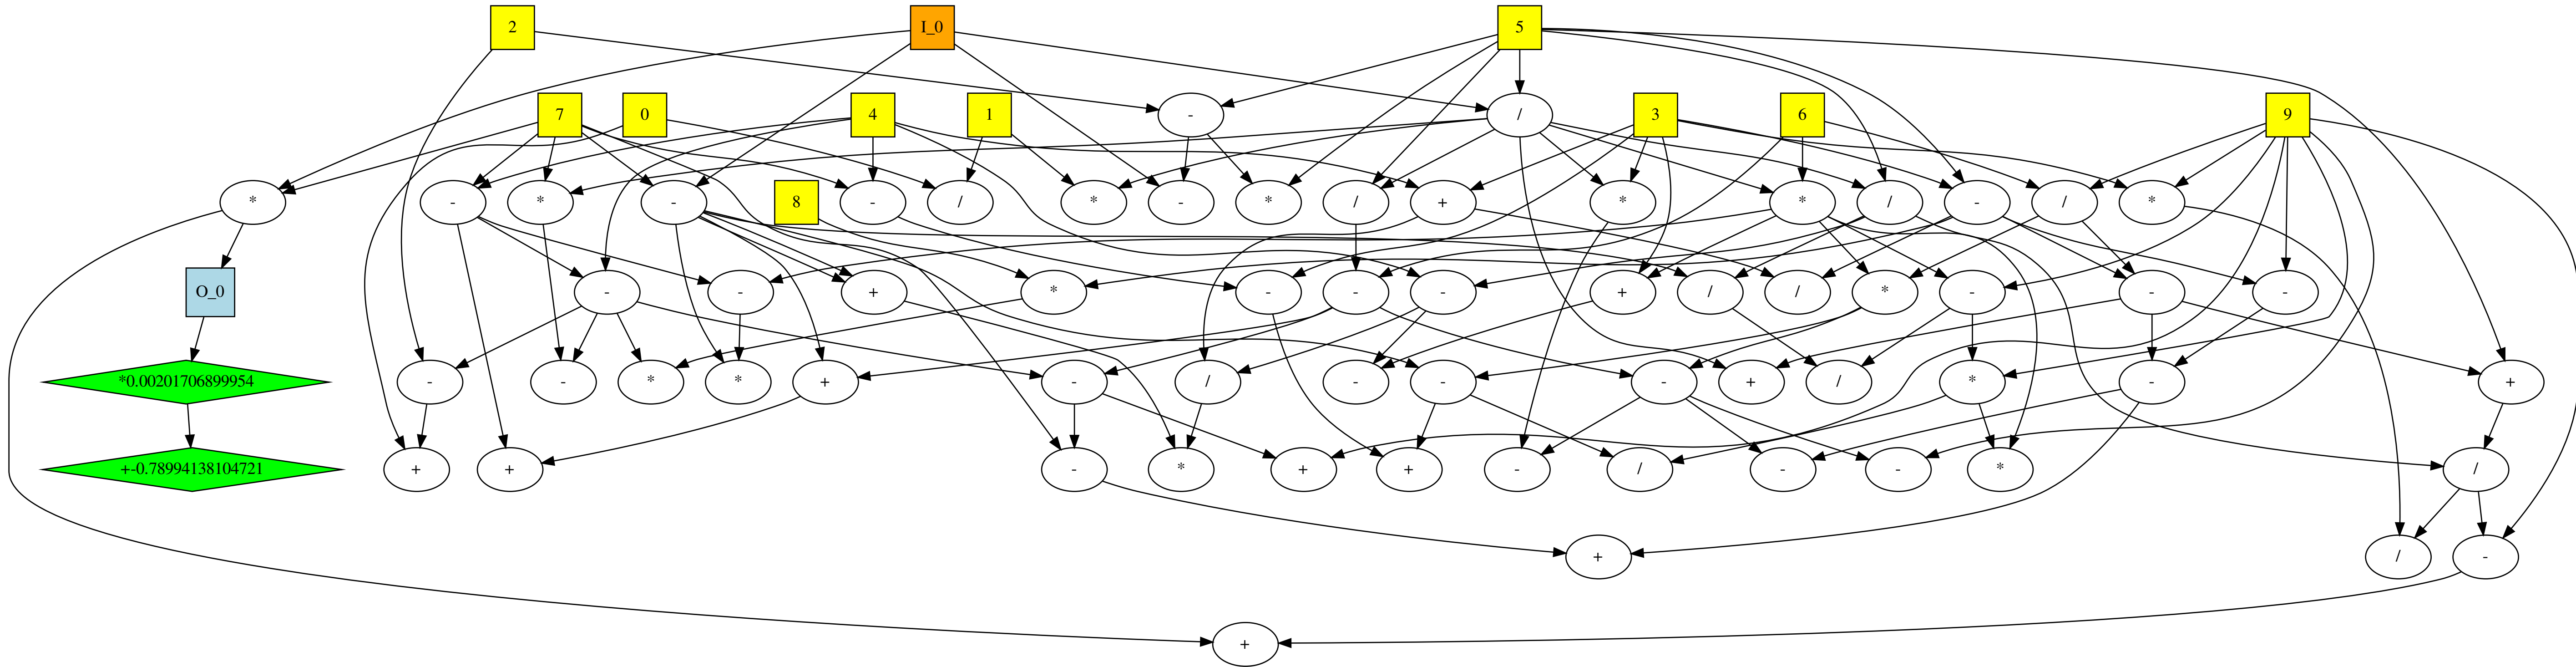 2 I_0 5
7 0 4 1 / - 3 6 9
* - * - 8 - / * - * / + * * / - / *
O_0 - - + * - - - + / / * - - -
*0.00201706899954 - - * * + - / - - - + / * - +
+-0.78994138104721 + + - * + + - / - - * /
+ / -
+